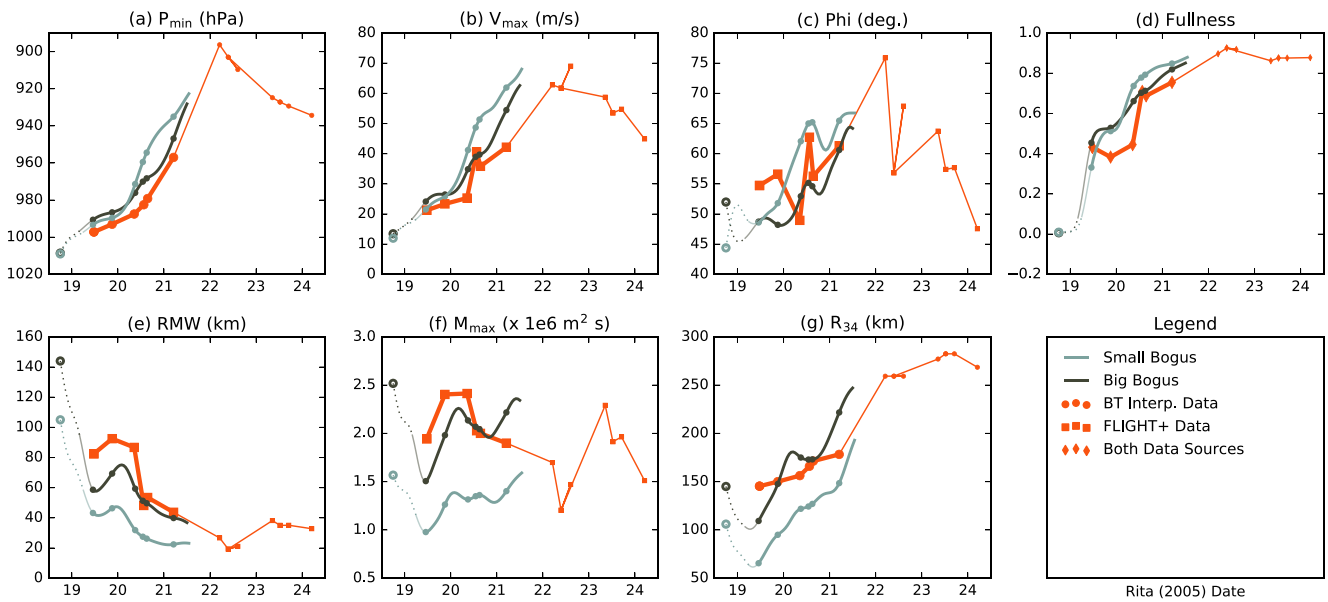 (a) Pmin (hPa)
(b) Vmax (m/s)
(c) Phi (deg.)
(d) Fullness
900
920
940
960
980
1000
1020
19 20 21 22 23 24
80
70
60
50
40
30
20
10
0
19 20 21 22 23 24
80
75
70
65
60
55
50
45
40
19 20 21 22 23 24
1.0
0.8
0.6
0.4
0.2
0.0
−0.2
19 20 21 22 23 24
(e) RMW (km)
(f) Mmax (x 1e6 m² s)
(g) R34 (km)
Legend
160
140
120
100
80
60
40
20
0
19 20 21 22 23 24
3.0
2.5
2.0
1.5
1.0
0.5
19 20 21 22 23 24
300
250
200
150
100
50
19 20 21 22 23 24
Small Bogus
Big Bogus
BT Interp. Data
FLIGHT+ Data
Both Data Sources
Rita (2005) Date